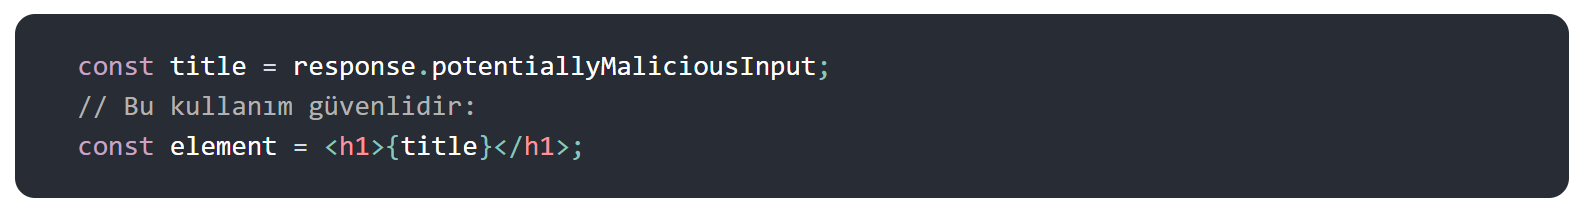 const title = response.potentiallyMaliciousInput;
// Bu kullanım güvenlidir:
const element = <h1>{title}</h1>;